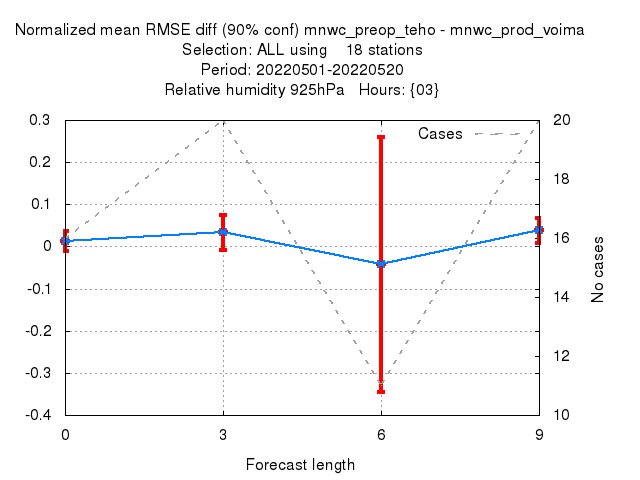 Normalized mean RMSE diff (90% conf) mnwc_preop_teho - mnwc_prod_voima
Selection: ALL using    18 stations
Period: 20220501-20220520
Relative humidity 925hPa   Hours: {03}
Cases
0.3
0.2
0.1
0
-0.1
-0.2
-0.3
-0.4
20
18
16
14
12
10
No cases
0 3 6 9
Forecast length